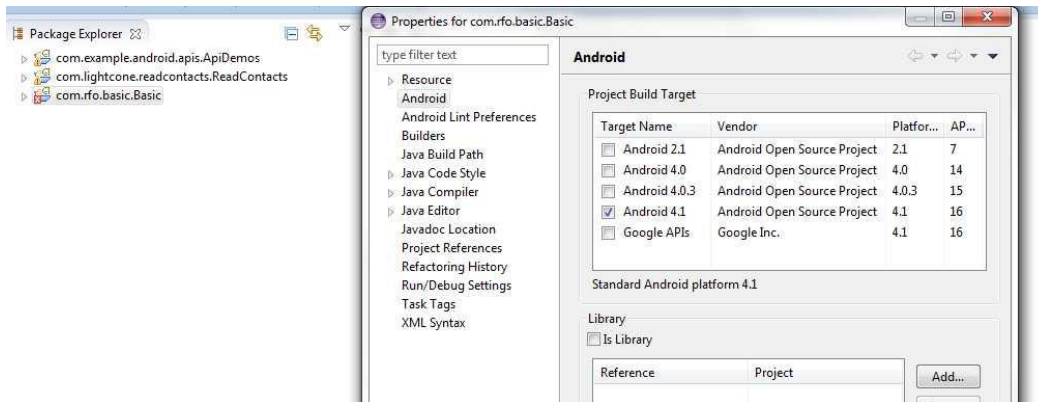 Package Explorer
com.example.android.apis.ApiDemos
com.lightcone.readcontacts.ReadContacts
com.rfo.basic.Basic
Properties for com.rfo.basic.Basic
type filter text
Resource
Android
Android Lint Preferences
Builders
Java Build Path
Java Code Style
Java Compiler
Java Editor
Javadoc Location
Project References
Refactoring History
Run/Debug Settings
Task Tags
XML Syntax
Android
Project Build Target
Target Name Vendor Platfor... AP...
Android 2.1 Android Open Source Project 2.1 7
Android 4.0 Android Open Source Project 4.0 14
Android 4.0.3 Android Open Source Project 4.0.3 15
Android 4.1 Android Open Source Project 4.1 16
Google APIs Google Inc. 4.1 16
Standard Android platform 4.1
Library
Is Library
Reference Project
Add...